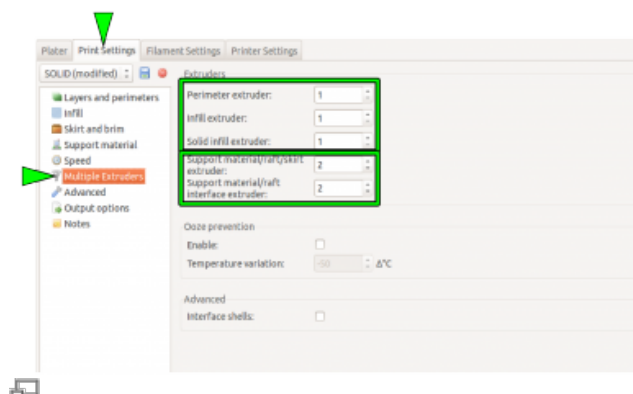 Plater Print Settings Filament Settings Printer Settings
SOLID (modified)
Extruders
Layers and perimeters
Infill
Skirt and brim
Support material
Speed
Multiple Extruders
Advanced
Output options
Notes
Perimeter extruder: 1
Infill extruder: 1
Solid infill extruder: 1
Support material/raft/skirt
extruder: 2
Support material/raft
interface extruder: 2
Ooze prevention
Enable:
Temperature variation: -50 Δ°C
Advanced
Interface shells: